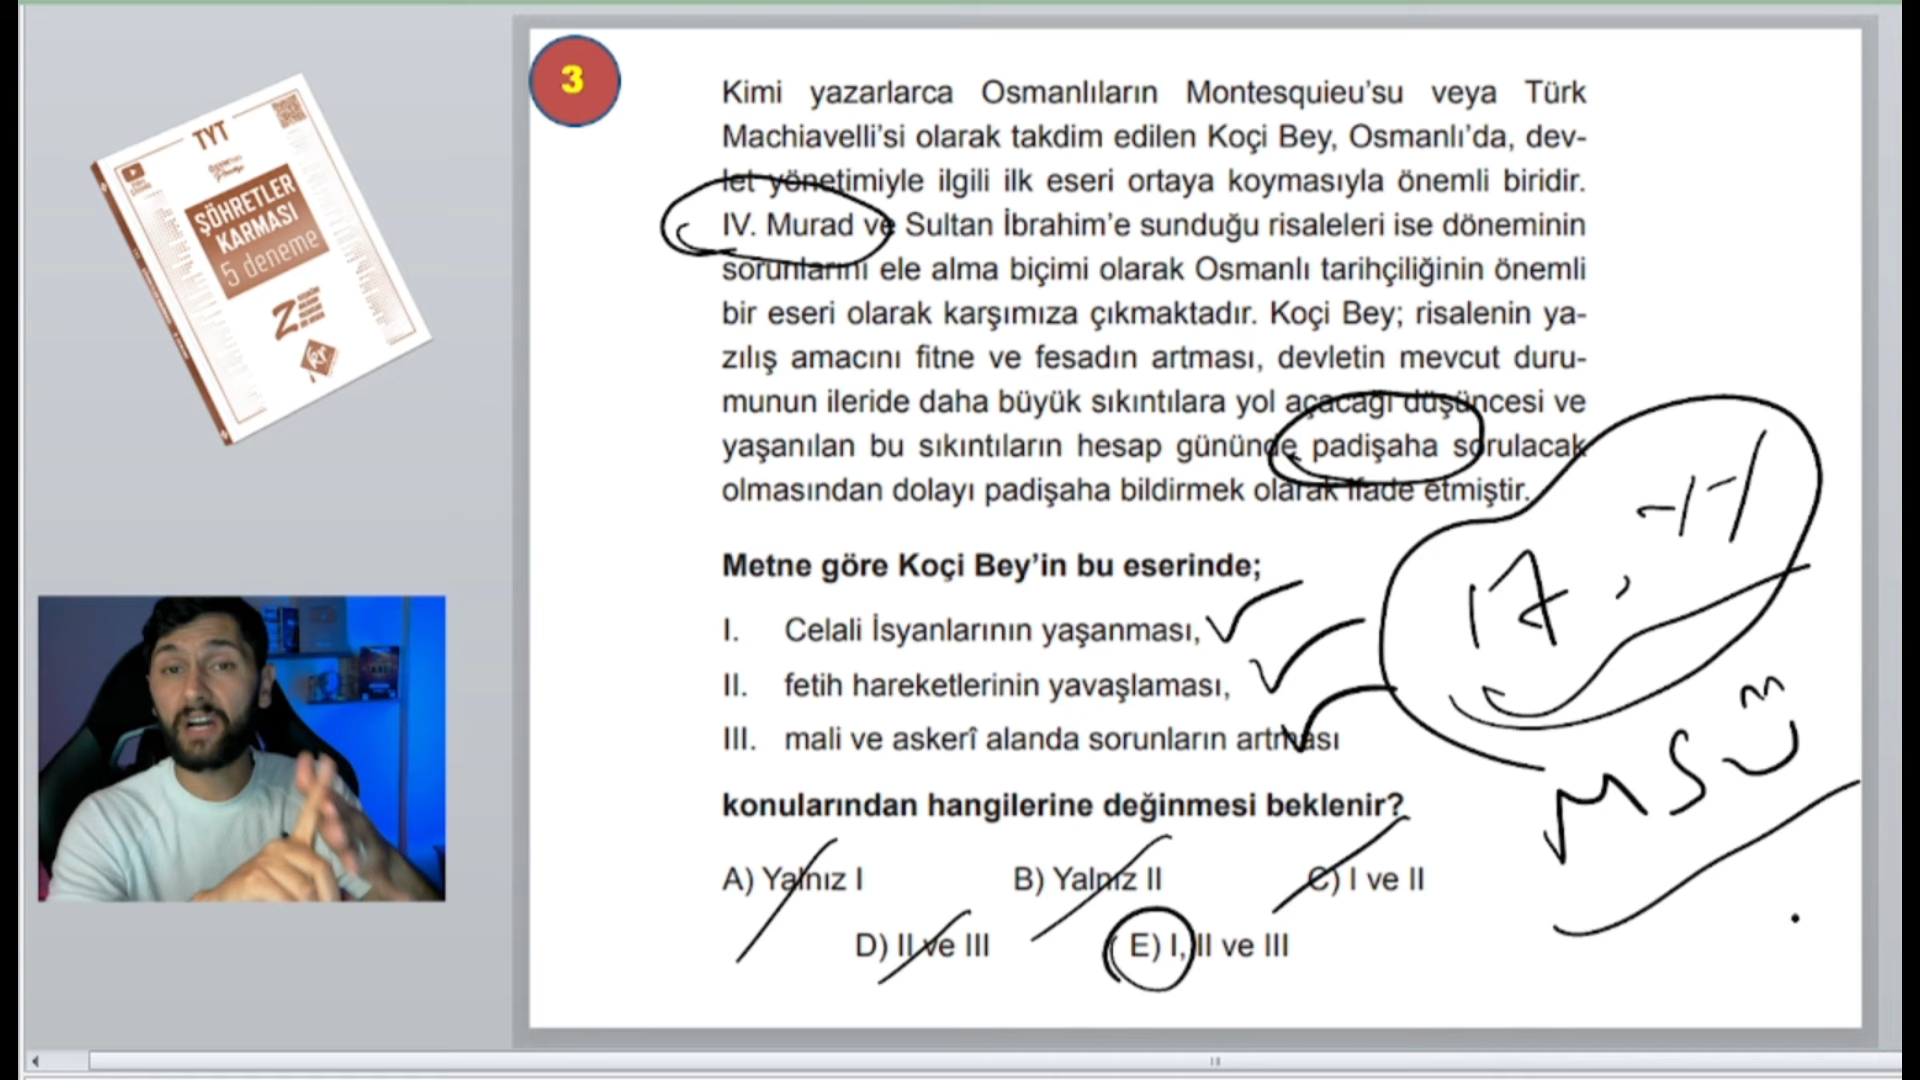 3
Kimi yazarlarca Osmanlıların Montesquieu’su veya Türk
Machiavelli’si olarak takdim edilen Koçi Bey, Osmanlı’da, dev-
let yönetimiyle ilgili ilk eseri ortaya koymasıyla önemli biridir.
IV. Murad ve Sultan İbrahim’e sunduğu risaleleri ise döneminin
sorunlarını ele alma biçimi olarak Osmanlı tarihçiliğinin önemli
bir eseri olarak karşımıza çıkmaktadır. Koçi Bey; risalenin ya-
zılış amacını fitne ve fesadın artması, devletin mevcut duru-
munun ileride daha büyük sıkıntılara yol açacağı düşüncesi ve
yaşanılan bu sıkıntıların hesap gününde padişaha sorulacak
olmasından dolayı padişaha bildirmek olarak ifade etmiştir.
Metne göre Koçi Bey’in bu eserinde;
I. Celali İsyanlarının yaşanması,
II. fetih hareketlerinin yavaşlaması,
III. mali ve askerî alanda sorunların artması
konularından hangilerine değinmesi beklenir?
A) Yalnız I
B) Yalnız II
C) I ve II
D) II ve III
E) I, II ve III
17.
MSÜ
TYT
ŞÖHRETLER
KARMASI
5 deneme